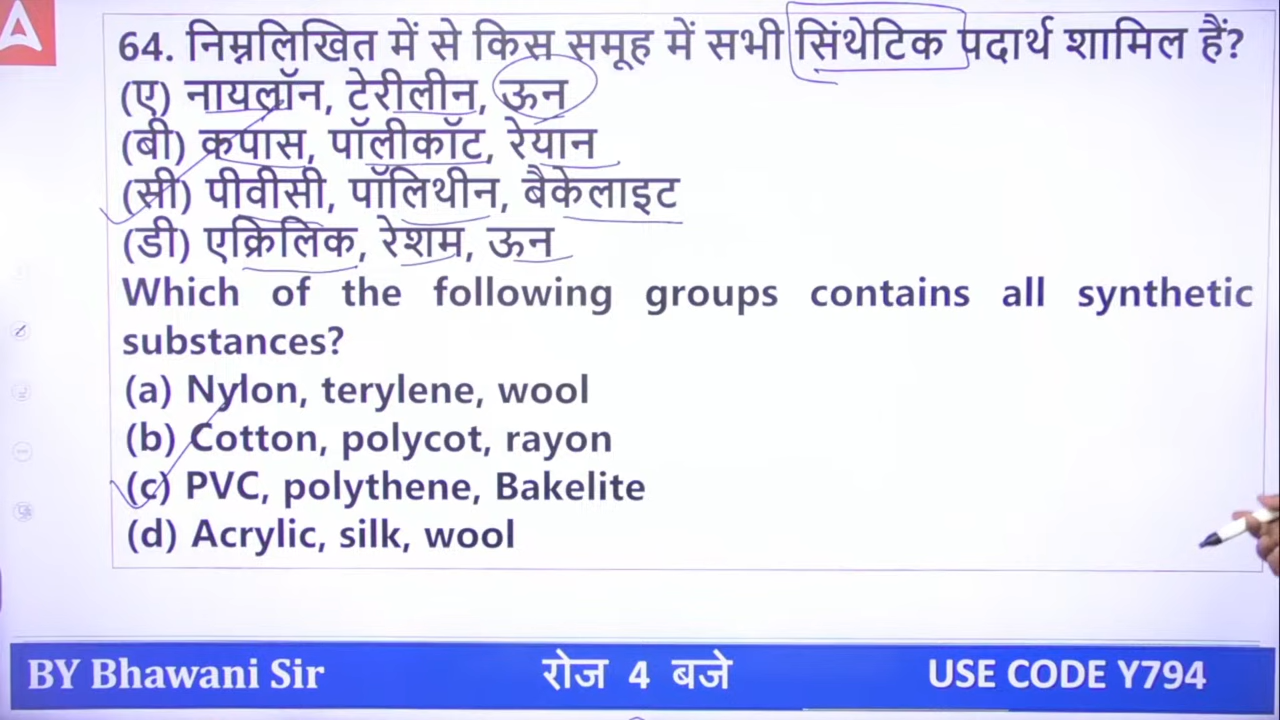 64. निम्नलिखित में से किस समूह में सभी सिंथेटिक पदार्थ शामिल हैं?
(ए) नायलॉन, टेरीलीन, ऊन
(बी) कपास, पॉलीकॉट, रेयान
(सी) पीवीसी, पॉलिथीन, बैकेलाइट
(डी) एक्रिलिक, रेशम, ऊन
Which of the following groups contains all synthetic
substances?
(a) Nylon, terylene, wool
(b) Cotton, polycot, rayon
(c) PVC, polythene, Bakelite
(d) Acrylic, silk, wool
BY Bhawani Sir रोज 4 बजे USE CODE Y794